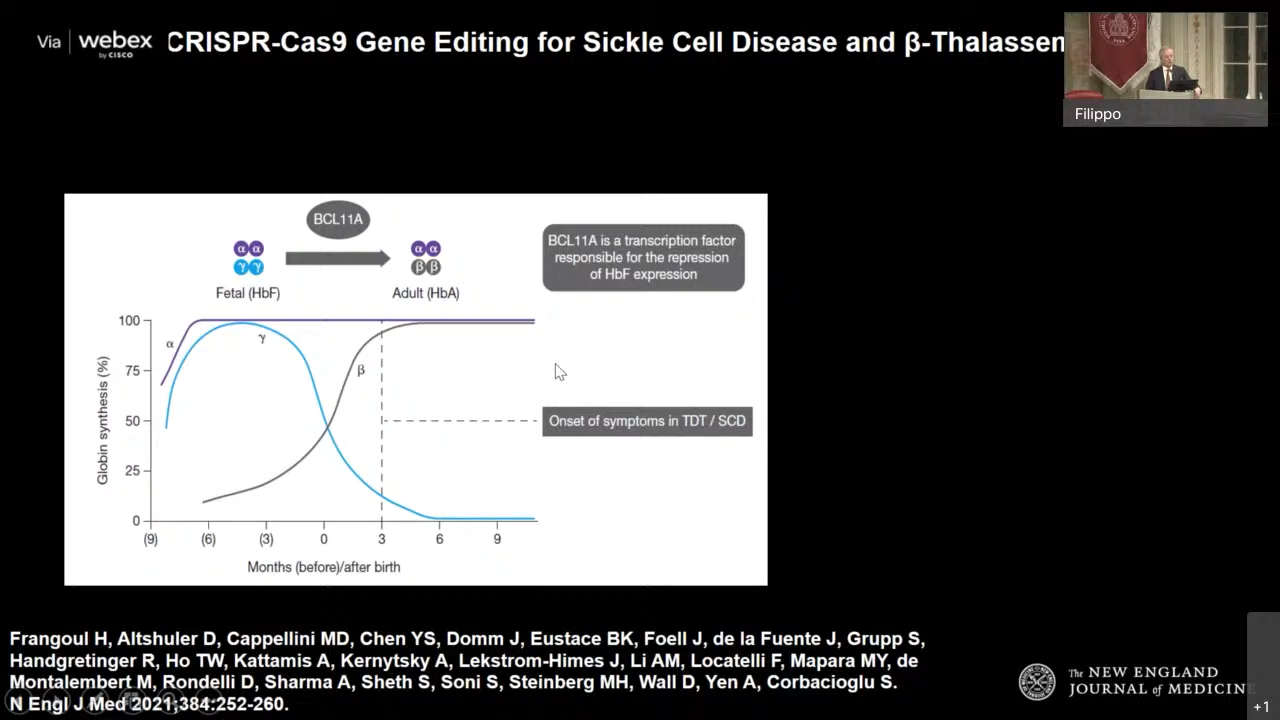 Via webex
by CISCO
CRISPR-Cas9 Gene Editing for Sickle Cell Disease and β-Thalassem
Filippo
BCL11A
α α α α
γ γ β β
Fetal (HbF) Adult (HbA)
BCL11A is a transcription factor
responsible for the repression
of HbF expression
100
75
50
25
0
Globin synthesis (%)
α
γ
β
Onset of symptoms in TDT / SCD
(9) (6) (3) 0 3 6 9
Months (before)/after birth
Frangoul H, Altshuler D, Cappellini MD, Chen YS, Domm J, Eustace BK, Foell J, de la Fuente J, Grupp S,
Handgretinger R, Ho TW, Kattamis A, Kernytsky A, Lekstrom-Himes J, Li AM, Locatelli F, Mapara MY, de
Montalembert M, Rondelli D, Sharma A, Sheth S, Soni S, Steinberg MH, Wall D, Yen A, Corbacioglu S.
N Engl J Med 2021;384:252-260.
The NEW ENGLAND
JOURNAL of MEDICINE
+1